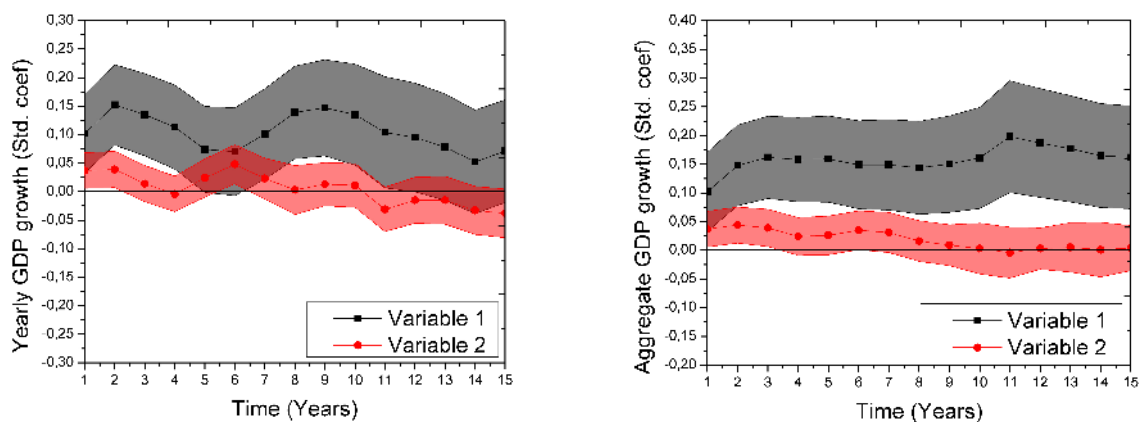 Yearly GDP growth (Std. coef)
0,30
0,25
0,20
0,15
0,10
0,05
0,00
-0,05
-0,10
-0,15
-0,20
-0,25
-0,30
Variable 1
Variable 2
1 2 3 4 5 6 7 8 9 10 11 12 13 14 15
Time (Years)
Aggregate GDP growth (Std. coef)
0,40
0,35
0,30
0,25
0,20
0,15
0,10
0,05
0,00
-0,05
-0,10
-0,15
-0,20
Variable 1
Variable 2
1 2 3 4 5 6 7 8 9 10 11 12 13 14 15
Time (Years)